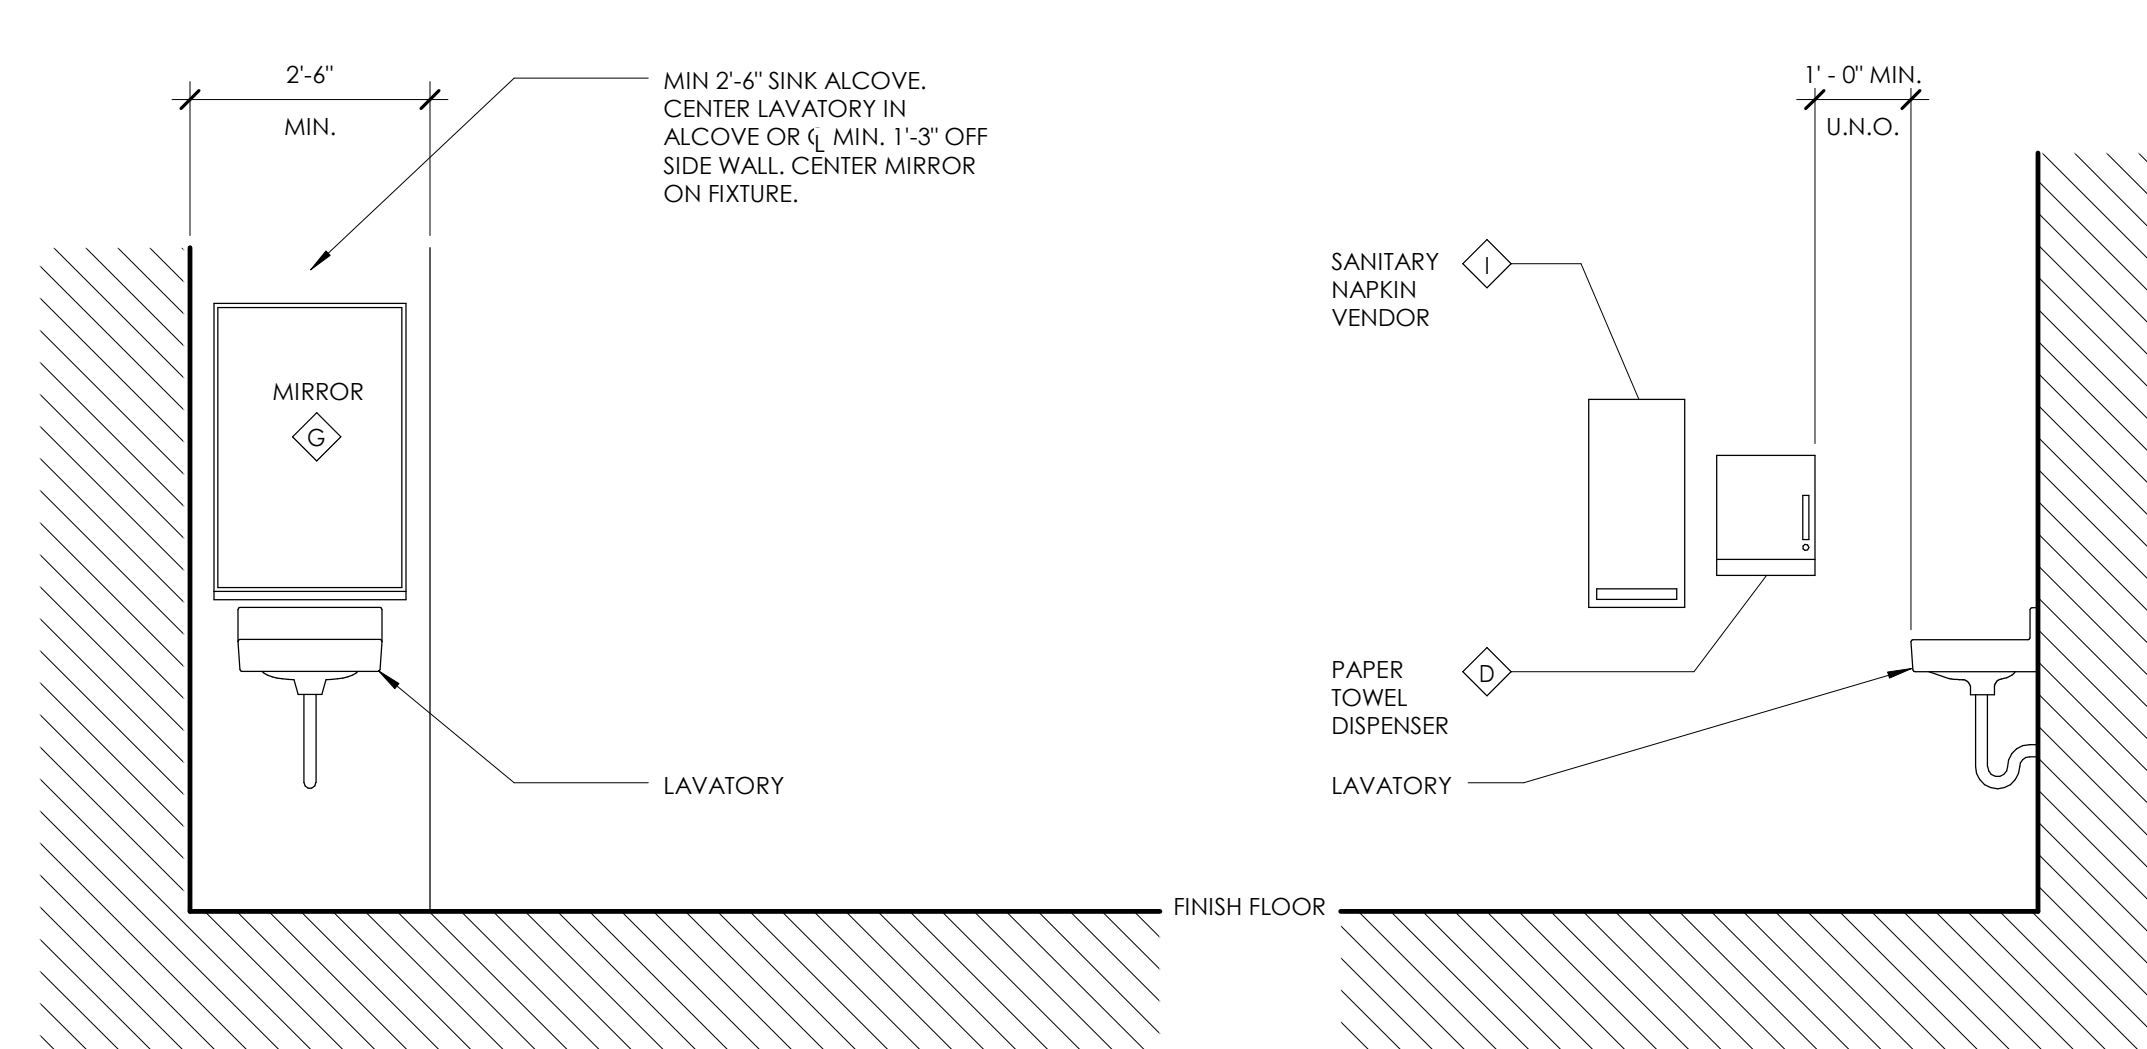 2'-6"
MIN.
MIN 2'-6" SINK ALCOVE.
CENTER LAVATORY IN
ALCOVE OR ℄ MIN. 1'-3" OFF
SIDE WALL. CENTER MIRROR
ON FIXTURE.
MIRROR
G
LAVATORY
1' - 0" MIN.
U.N.O.
SANITARY
NAPKIN
VENDOR
I
PAPER
TOWEL
DISPENSER
D
LAVATORY
FINISH FLOOR